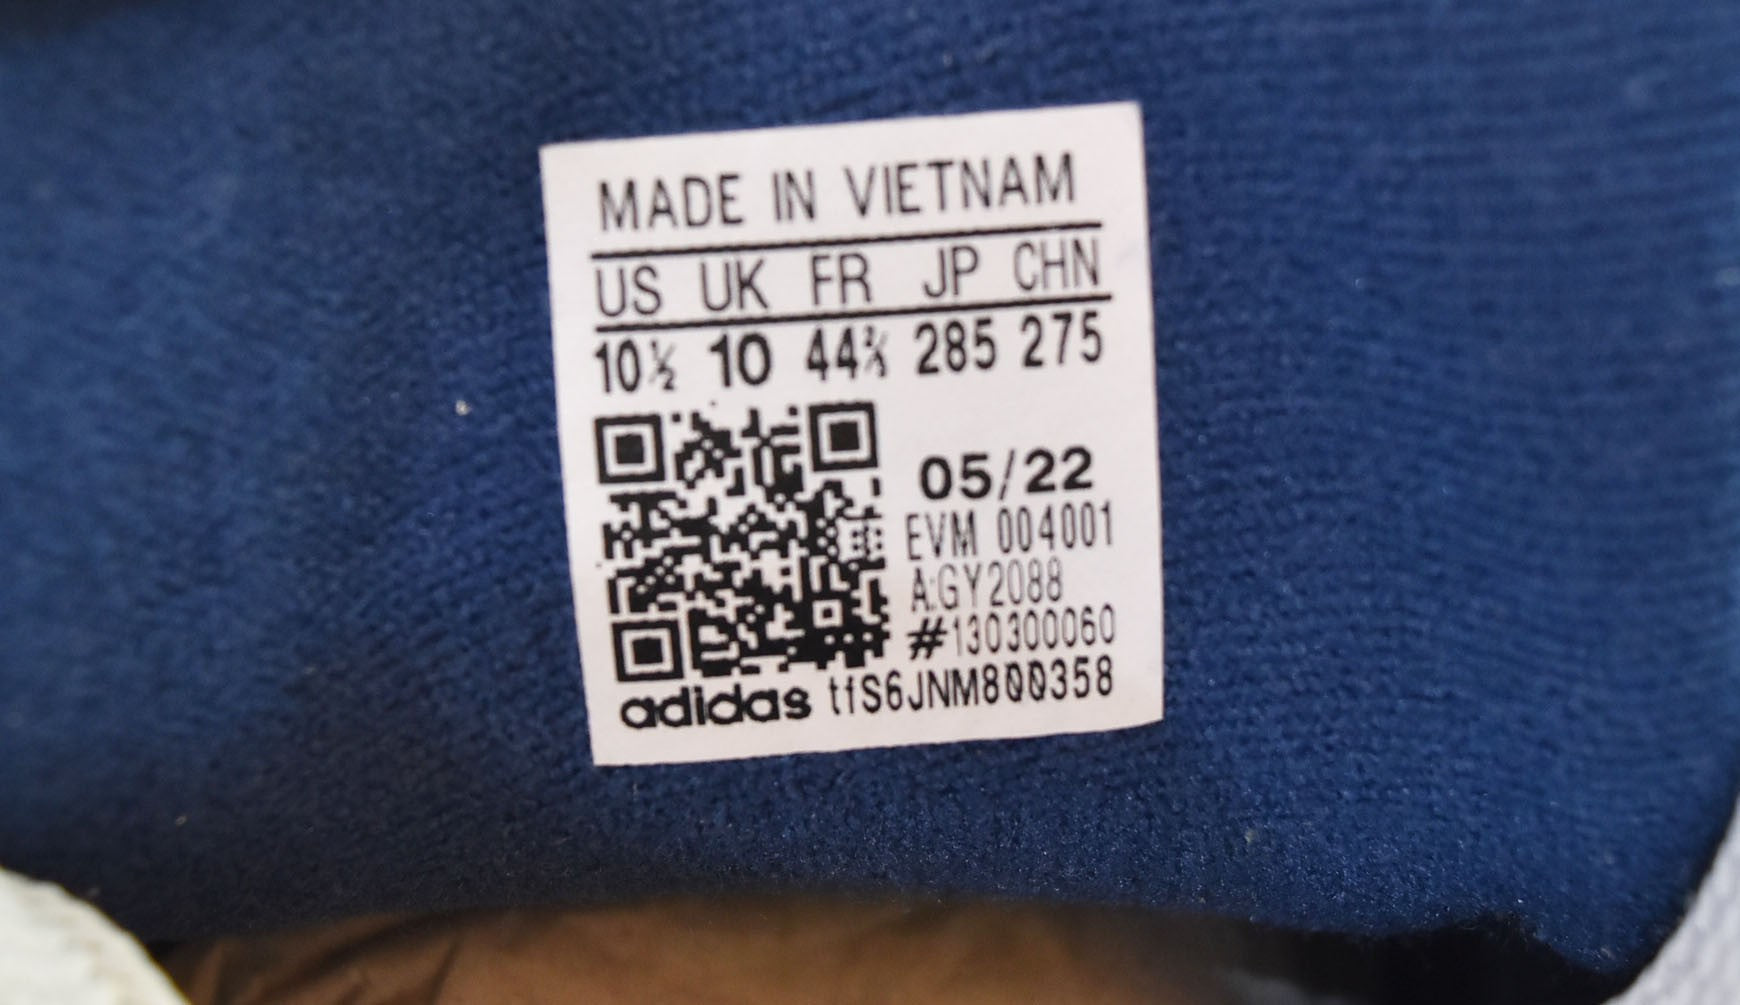 MADE IN VIETNAM
US UK FR JP CHN
10½ 10 44⅔ 285 275
05/22
EVM 004001
A:GY2088
#130300060
adidas tfS6JNM800358